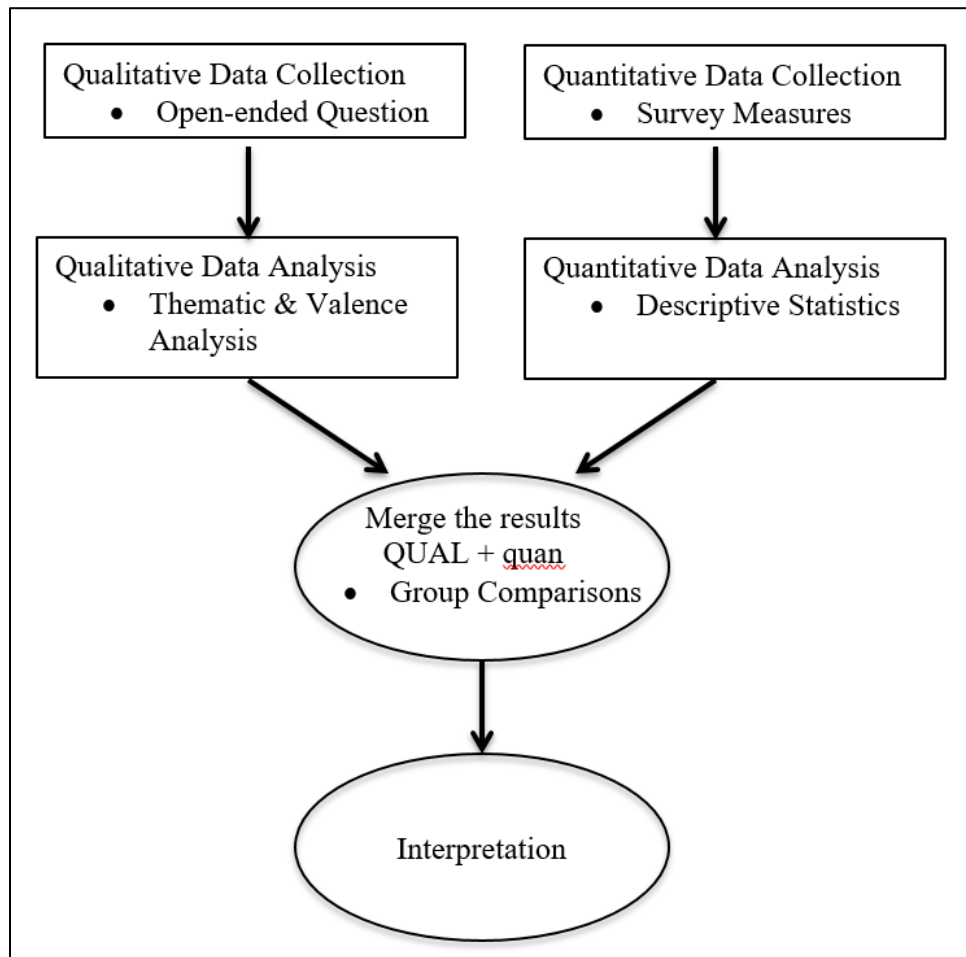 Qualitative Data Collection
• Open-ended Question
Quantitative Data Collection
• Survey Measures
Qualitative Data Analysis
• Thematic & Valence
Analysis
Quantitative Data Analysis
• Descriptive Statistics
Merge the results
QUAL + quan
• Group Comparisons
Interpretation